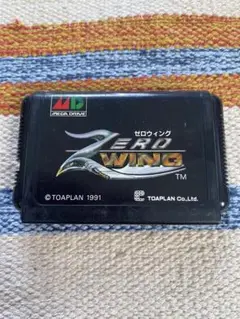 MD
MEGA DRIVE
ゼロウィング
ZERO
WING
TM
© TOAPLAN 1991
TOAPLAN Co., Ltd.